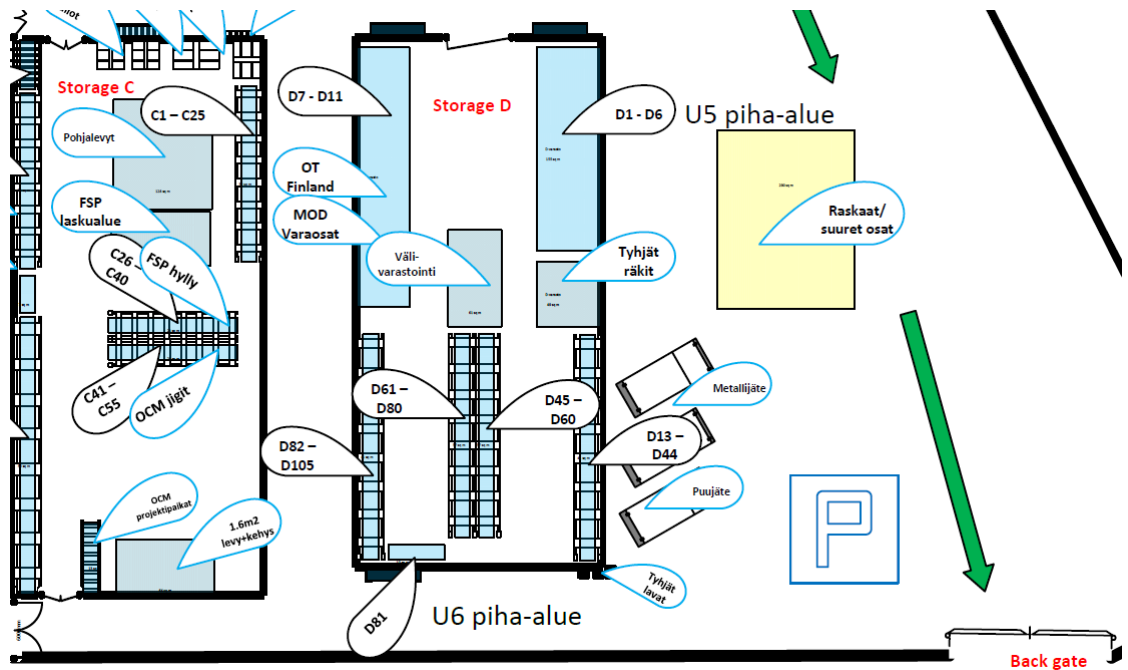 Storage C
C1 – C25
Pohjalevyt
FSP
laskualue
C26 –
C40
FSP hylly
C41 –
C55
OCM jigit
OCM
projektipaikat
1.6m2
levy+kehys
D7 - D11
Storage D
D1 - D6
OT
Finland
MOD
Varaosat
Väli-
varastointi
Tyhjät
räkit
D61 –
D80
D45 –
D60
D82 –
D105
D13 –
D44
D81
Tyhjät
lavat
U5 piha-alue
Raskaat/
suuret osat
Metallijäte
Puujäte
P
U6 piha-alue
Back gate